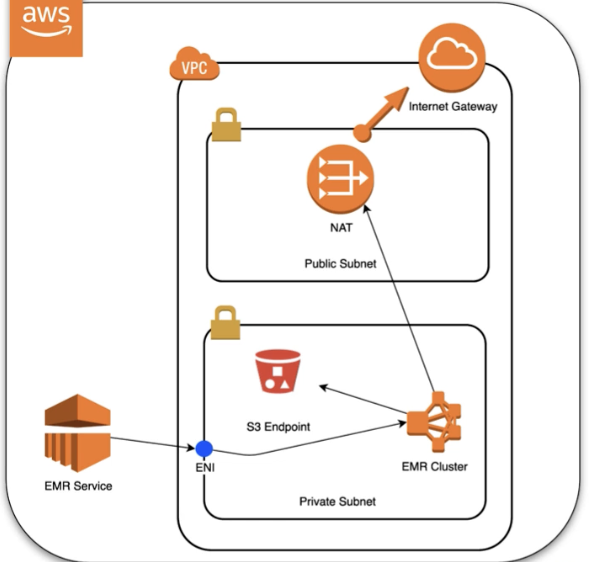 aws
VPC
Internet Gateway
NAT
Public Subnet
S3 Endpoint
EMR Cluster
ENI
EMR Service
Private Subnet